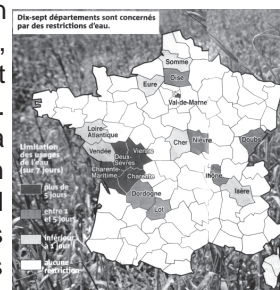 Dix-sept départements sont concernés
par des restrictions d'eau.
Somme
Oise
Eure
Val-de-Marne
Loire-
Atlantique
Vendée
Deux-
Sèvres
Vienne
Charente-
Maritime
Charente
Cher
Nièvre
Doubs
Rhône
Isère
Dordogne
Lot
Limitation
des usages
de l'eau
(sur 7 jours)
plus de
5 jours
entre 1
et 5 jours
inférieur
à 1 jour
aucune
restriction